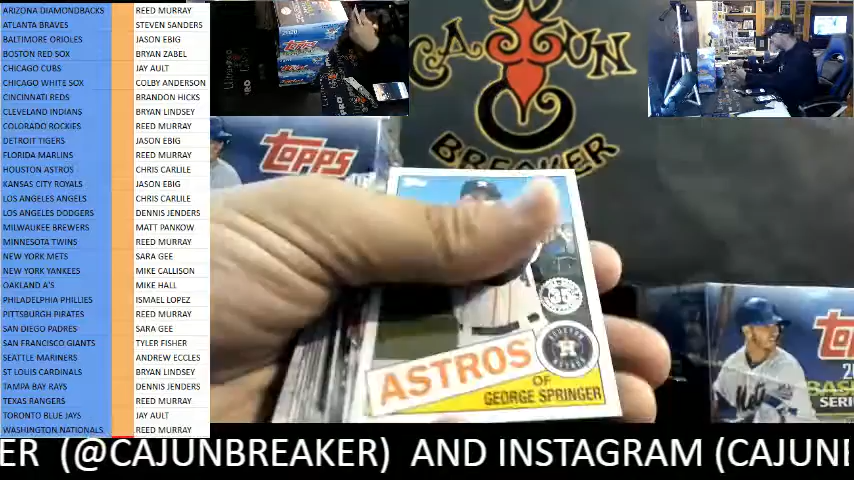 ARIZONA DIAMONDBACKS REED MURRAY
ATLANTA BRAVES STEVEN SANDERS
BALTIMORE ORIOLES JASON EBIG
BOSTON RED SOX BRYAN ZABEL
CHICAGO CUBS JAY AULT
CHICAGO WHITE SOX COLBY ANDERSON
CINCINNATI REDS BRANDON HICKS
CLEVELAND INDIANS BRYAN LINDSEY
COLORADO ROCKIES REED MURRAY
DETROIT TIGERS JASON EBIG
FLORIDA MARLINS REED MURRAY
HOUSTON ASTROS CHRIS CARLILE
KANSAS CITY ROYALS JASON EBIG
LOS ANGELES ANGELS CHRIS CARLILE
LOS ANGELES DODGERS DENNIS JENDERS
MILWAUKEE BREWERS MATT PANKOW
MINNESOTA TWINS REED MURRAY
NEW YORK METS SARA GEE
NEW YORK YANKEES MIKE CALLISON
OAKLAND A'S MIKE HALL
PHILADELPHIA PHILLIES ISMAEL LOPEZ
PITTSBURGH PIRATES REED MURRAY
SAN DIEGO PADRES SARA GEE
SAN FRANCISCO GIANTS TYLER FISHER
SEATTLE MARINERS ANDREW ECCLES
ST LOUIS CARDINALS BRYAN LINDSEY
TAMPA BAY RAYS DENNIS JENDERS
TEXAS RANGERS REED MURRAY
TORONTO BLUE JAYS JAY AULT
WASHINGTON NATIONALS REED MURRAY
2020
TOPPS
CAJUN
BREAKER
TOPPS
35
ASTROS
OF
GEORGE SPRINGER
Mets
SERI
ER (@CAJUNBREAKER) AND INSTAGRAM (CAJUNI